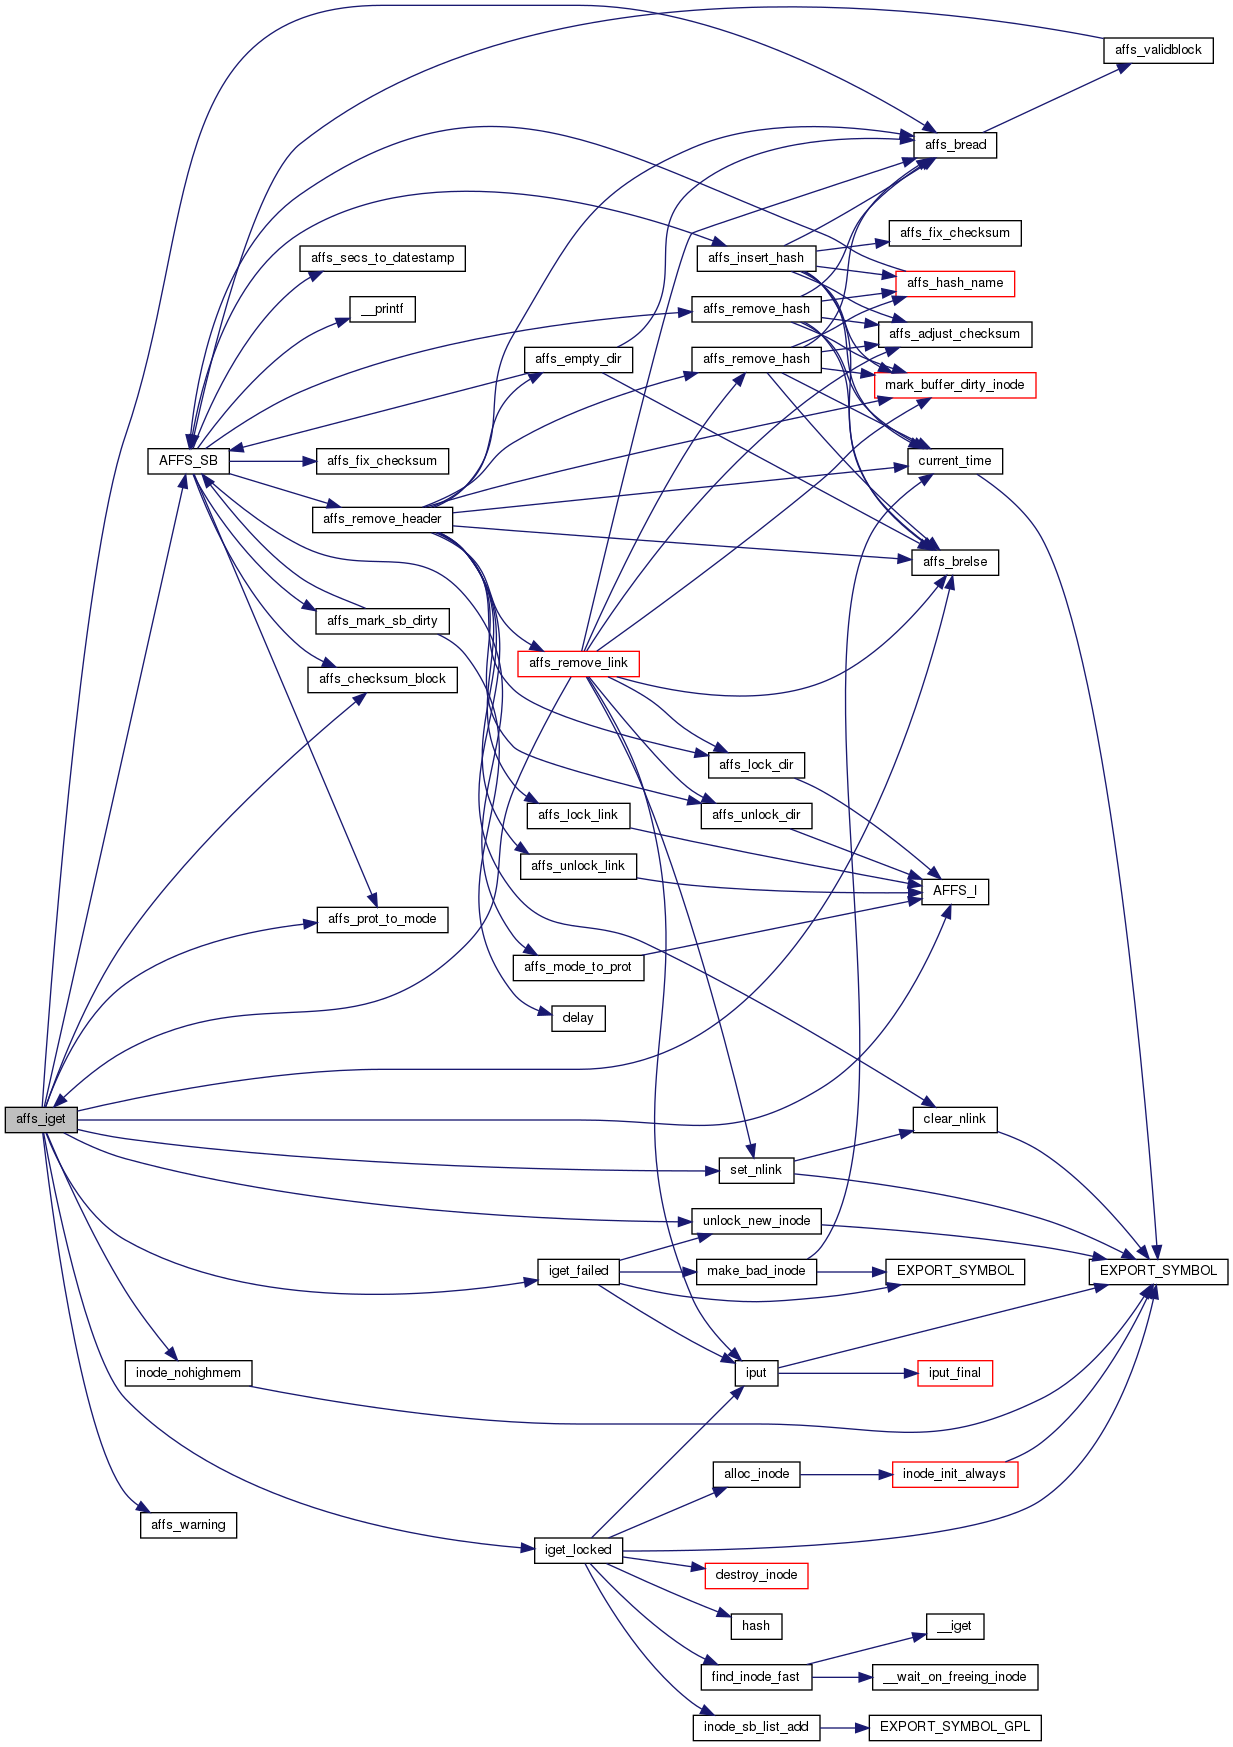 affs_validblock
affs_bread
affs_fix_checksum
affs_insert_hash
affs_secs_to_datestamp
affs_hash_name
__printf
affs_remove_hash
affs_adjust_checksum
affs_empty_dir
affs_remove_hash
mark_buffer_dirty_inode
AFFS_SB
affs_fix_checksum
current_time
affs_remove_header
affs_brelse
affs_mark_sb_dirty
affs_remove_link
affs_checksum_block
affs_lock_dir
affs_lock_link
affs_unlock_dir
affs_unlock_link
AFFS_I
affs_prot_to_mode
affs_mode_to_prot
delay
affs_iget
clear_nlink
set_nlink
unlock_new_inode
iget_failed
make_bad_inode
EXPORT_SYMBOL
EXPORT_SYMBOL
inode_nohighmem
iput
iput_final
alloc_inode
inode_init_always
affs_warning
iget_locked
destroy_inode
hash
__iget
find_inode_fast
__wait_on_freeing_inode
inode_sb_list_add
EXPORT_SYMBOL_GPL